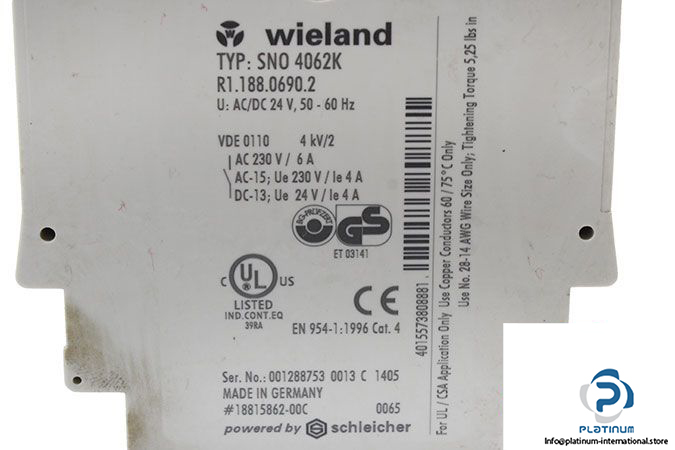 wieland
TYP: SNO 4062K
R1.188.0690.2
U: AC/DC 24 V, 50 - 60 Hz
VDE 0110 4 kV/2
AC 230 V / 6 A
AC-15; Ue 230 V / Ie 4 A
DC-13; Ue 24 V / Ie 4 A
BG-PRÜFZERT
GS
ET 03141
C UL US
LISTED
IND.CONT.EQ
39RA
CE
EN 954-1:1996 Cat. 4
Ser. No.: 001288753 0013 C 1405
MADE IN GERMANY
#18815862-00C 0065
powered by S schleicher
4015573808881
For UL / CSA Application Only Use Copper Conductors 60 / 75°C Only
Use No. 28-14 AWG Wire Size Only; Tightening Torque 5,25 lbs in
PLATINUM
Info@platinum-international.store